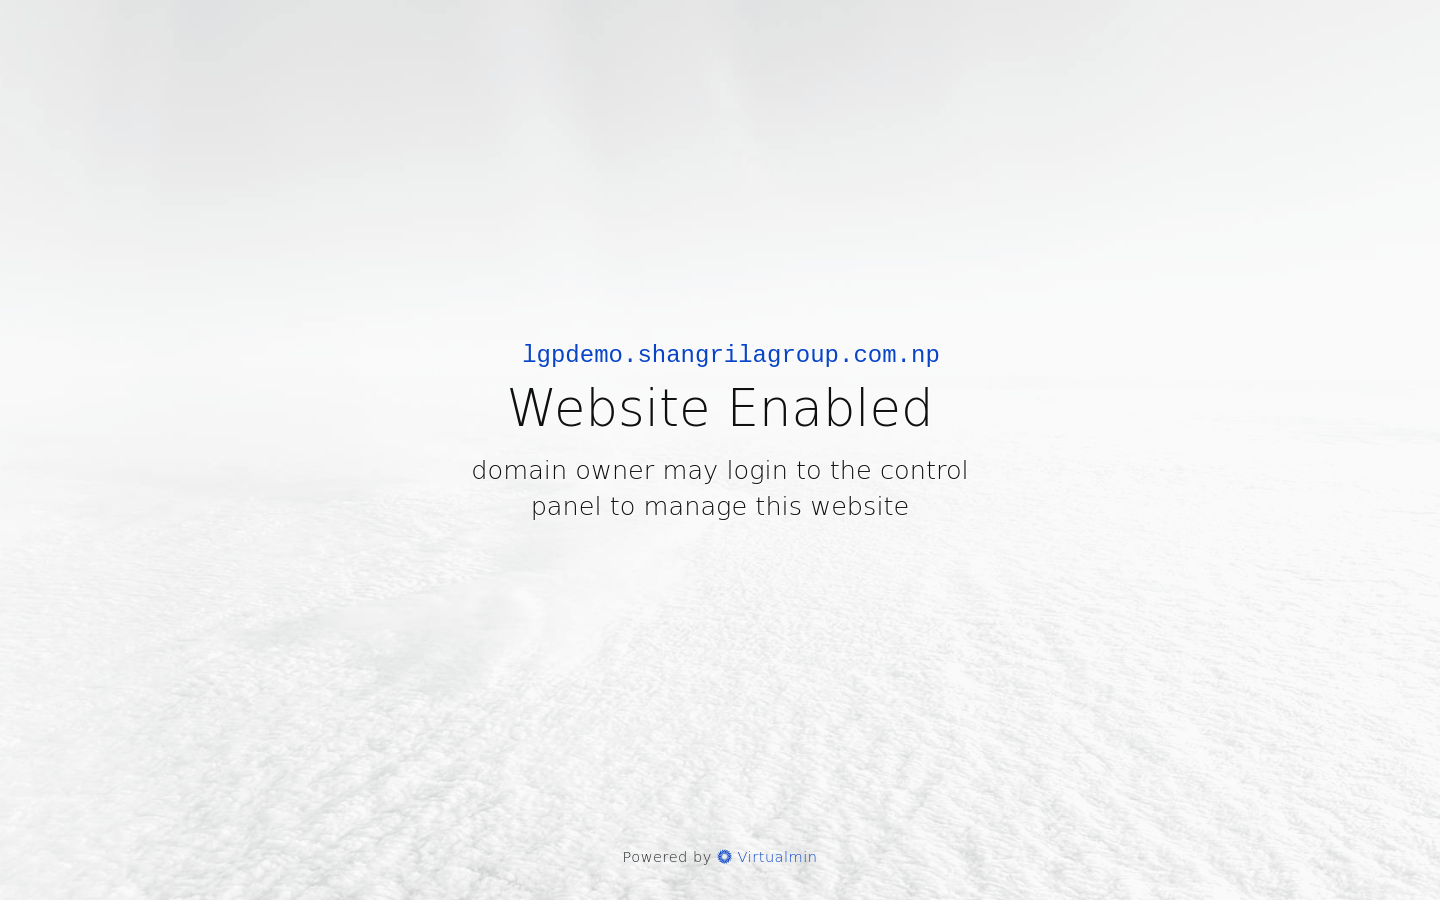 lgpdemo.shangrilagroup.com.np
Website Enabled
domain owner may login to the control
panel to manage this website
Powered by Virtualmin